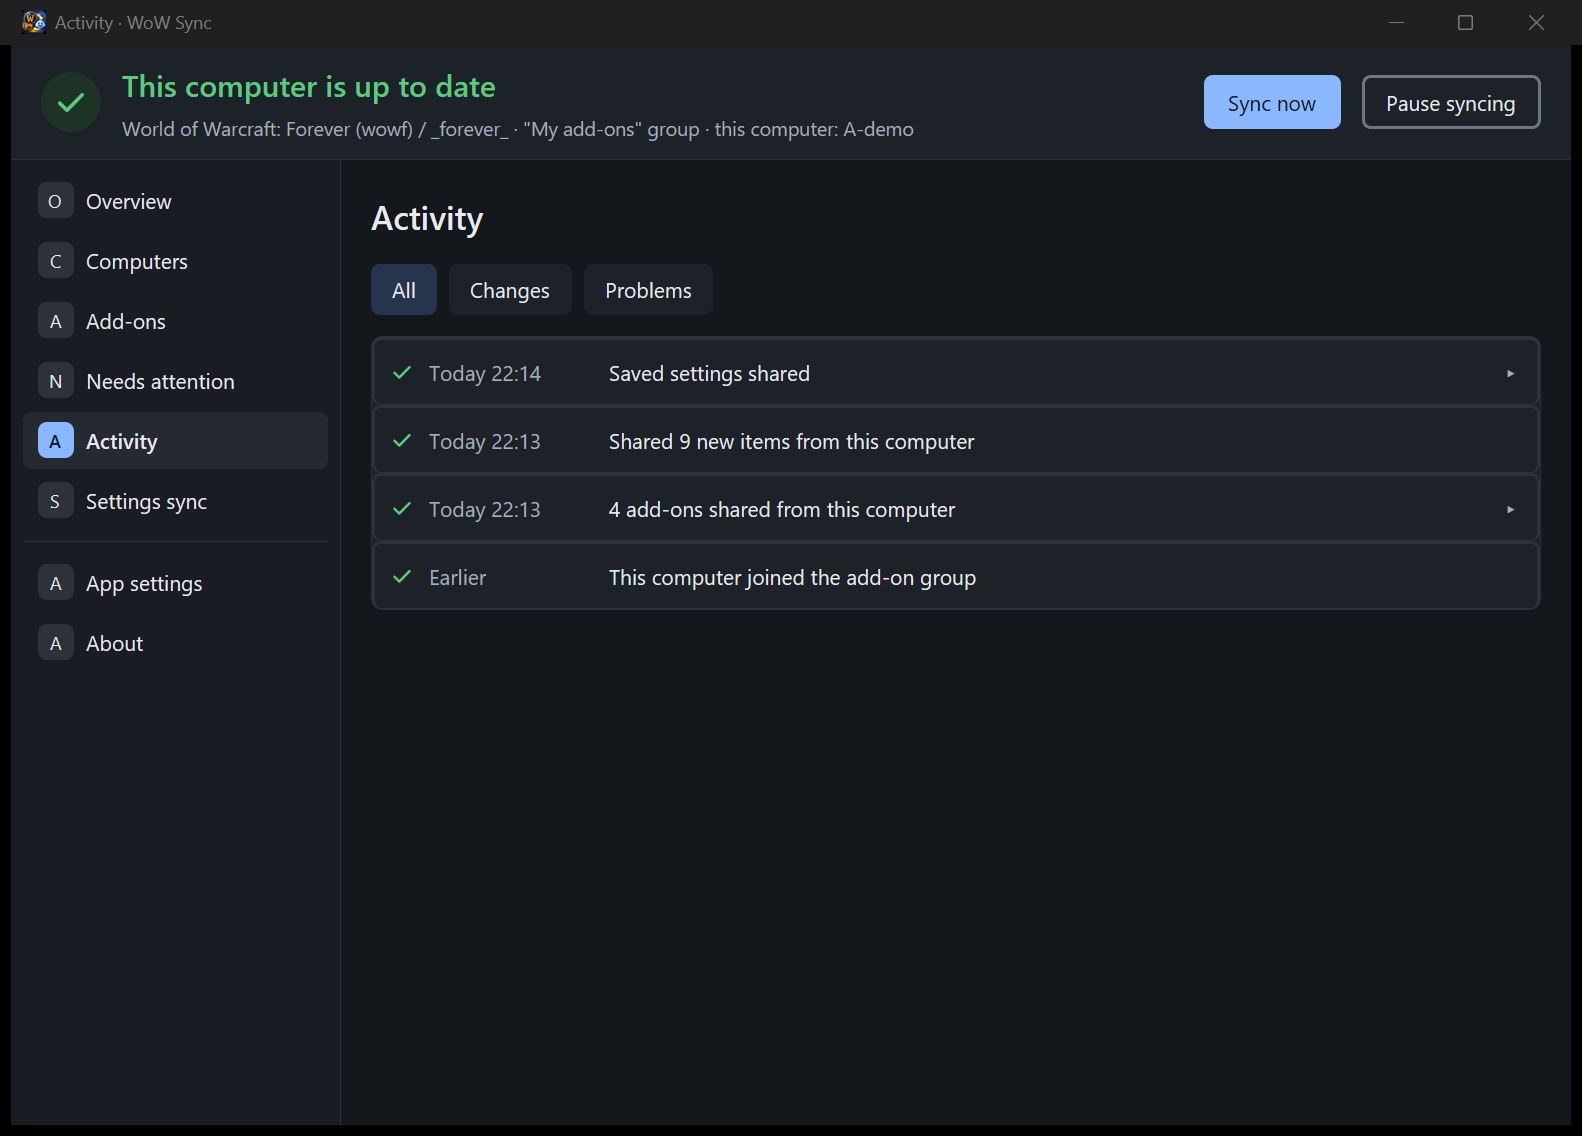 Activity · WoW Sync
This computer is up to date
World of Warcraft: Forever (wowf) / _forever_ · "My add-ons" group · this computer: A-demo
Sync now
Pause syncing
O Overview
C Computers
A Add-ons
N Needs attention
A Activity
S Settings sync
A App settings
A About
Activity
All Changes Problems
Today 22:14 Saved settings shared
Today 22:13 Shared 9 new items from this computer
Today 22:13 4 add-ons shared from this computer
Earlier This computer joined the add-on group